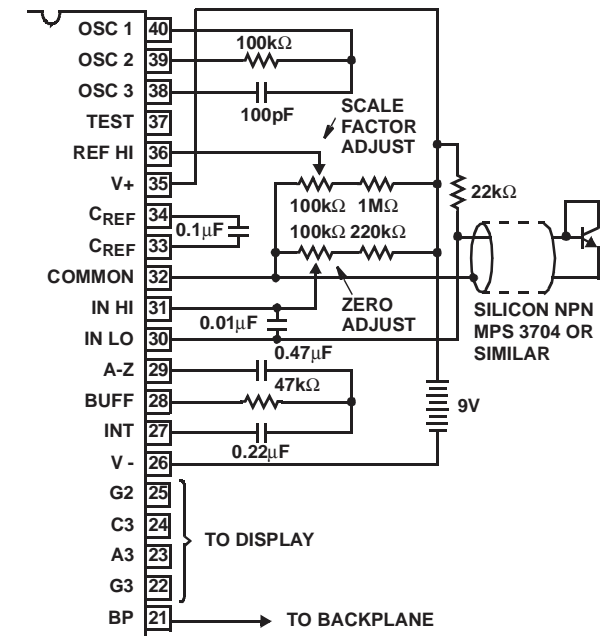 OSC 1 40
OSC 2 39 100kΩ
OSC 3 38
100pF
TEST 37
SCALE
FACTOR
ADJUST
REF HI 36
V+ 35
22kΩ
100kΩ 1MΩ
CREF 34
0.1μF
100kΩ 220kΩ
CREF 33
COMMON 32
IN HI 31
ZERO
ADJUST
0.01μF
IN LO 30
SILICON NPN
MPS 3704 OR
SIMILAR
0.47μF
A-Z 29
47kΩ
BUFF 28
9V
INT 27
0.22μF
V - 26
G2 25
C3 24
TO DISPLAY
A3 23
G3 22
BP 21 TO BACKPLANE